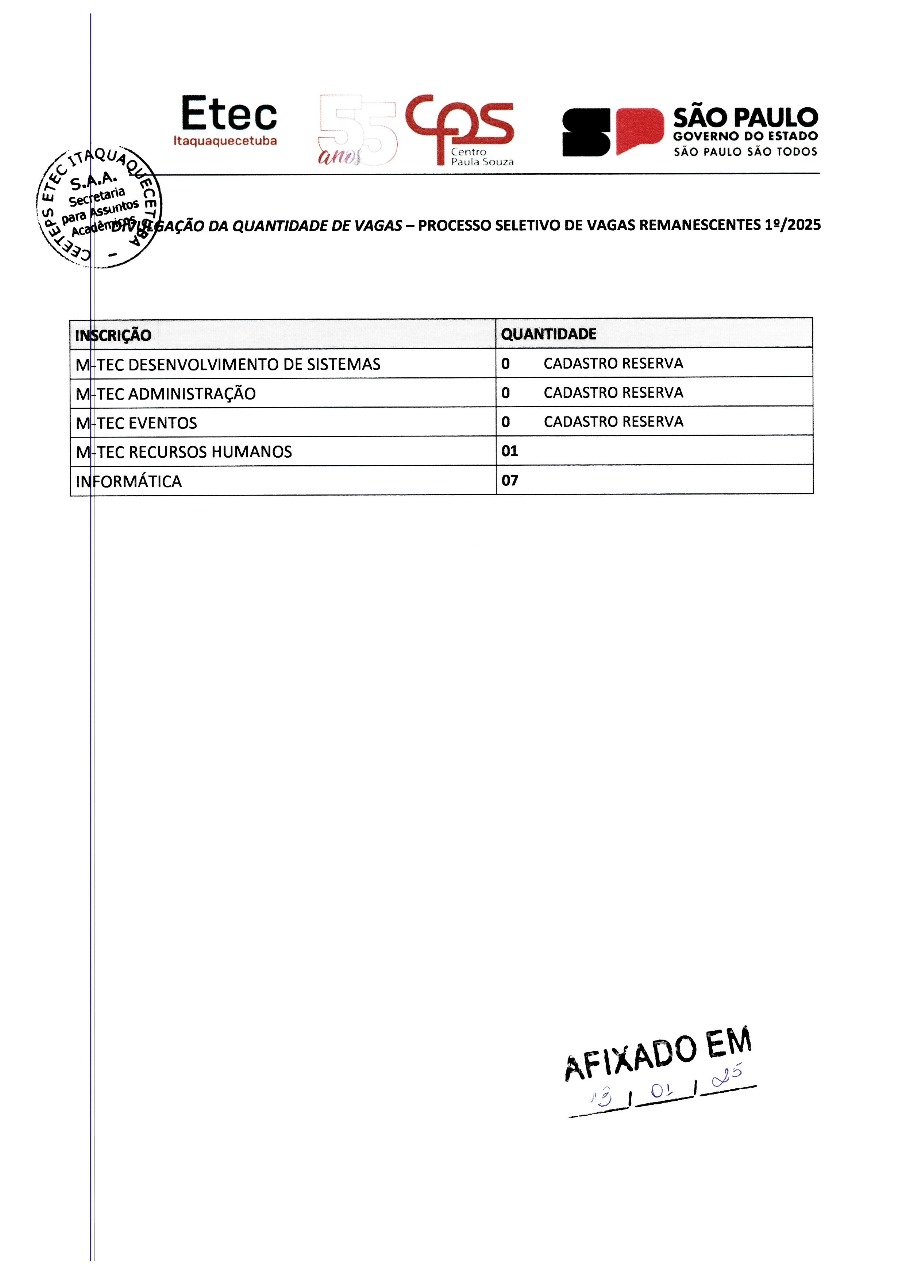 Etec
Itaquaquecetuba
55
anos
cps
Centro
Paula Souza
SÃO PAULO
GOVERNO DO ESTADO
SÃO PAULO SÃO TODOS
CEETEPS ETEC ITAQUAQUECETUBA –
S.A.A.
Secretaria
para Assuntos
Acadêmicos
DIVULGAÇÃO DA QUANTIDADE DE VAGAS – PROCESSO SELETIVO DE VAGAS REMANESCENTES 1º/2025
INSCRIÇÃO QUANTIDADE
M-TEC DESENVOLVIMENTO DE SISTEMAS 0 CADASTRO RESERVA
M-TEC ADMINISTRAÇÃO 0 CADASTRO RESERVA
M-TEC EVENTOS 0 CADASTRO RESERVA
M-TEC RECURSOS HUMANOS 01
INFORMÁTICA 07
AFIXADO EM
13 / 01 / 25